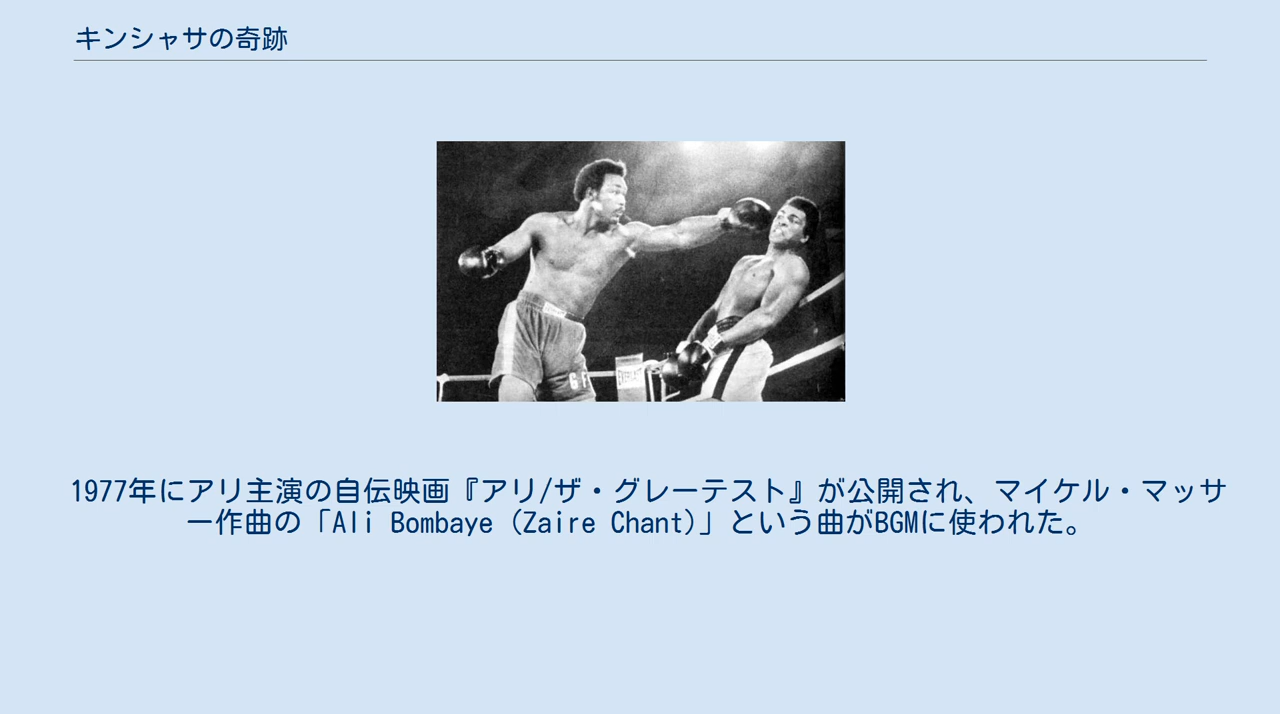 キンシャサの奇跡
G F
EVERLAST
1977年にアリ主演の自伝映画『アリ/ザ・グレーテスト』が公開され、マイケル・マッサ
ー作曲の「Ali Bombaye (Zaire Chant)」という曲がBGMに使われた。